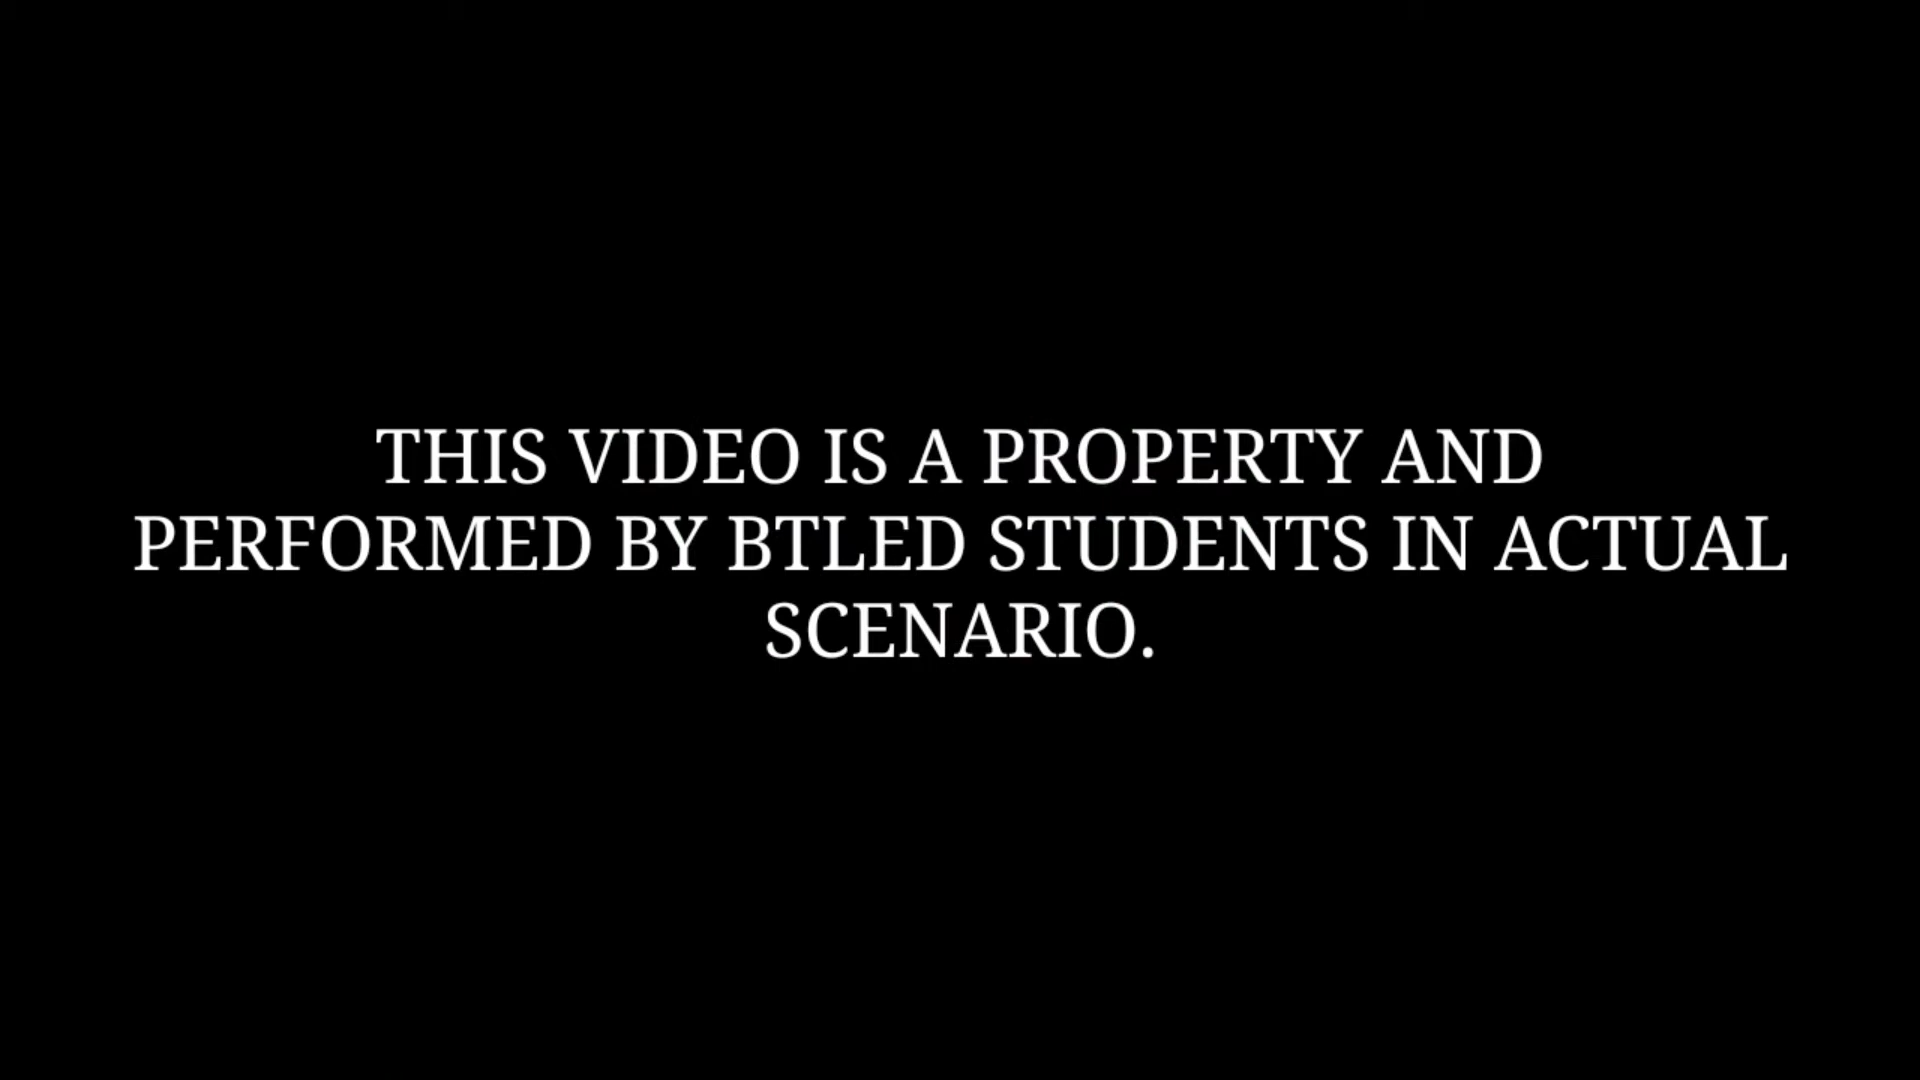 THIS VIDEO IS A PROPERTY AND
PERFORMED BY BTLED STUDENTS IN ACTUAL
SCENARIO.